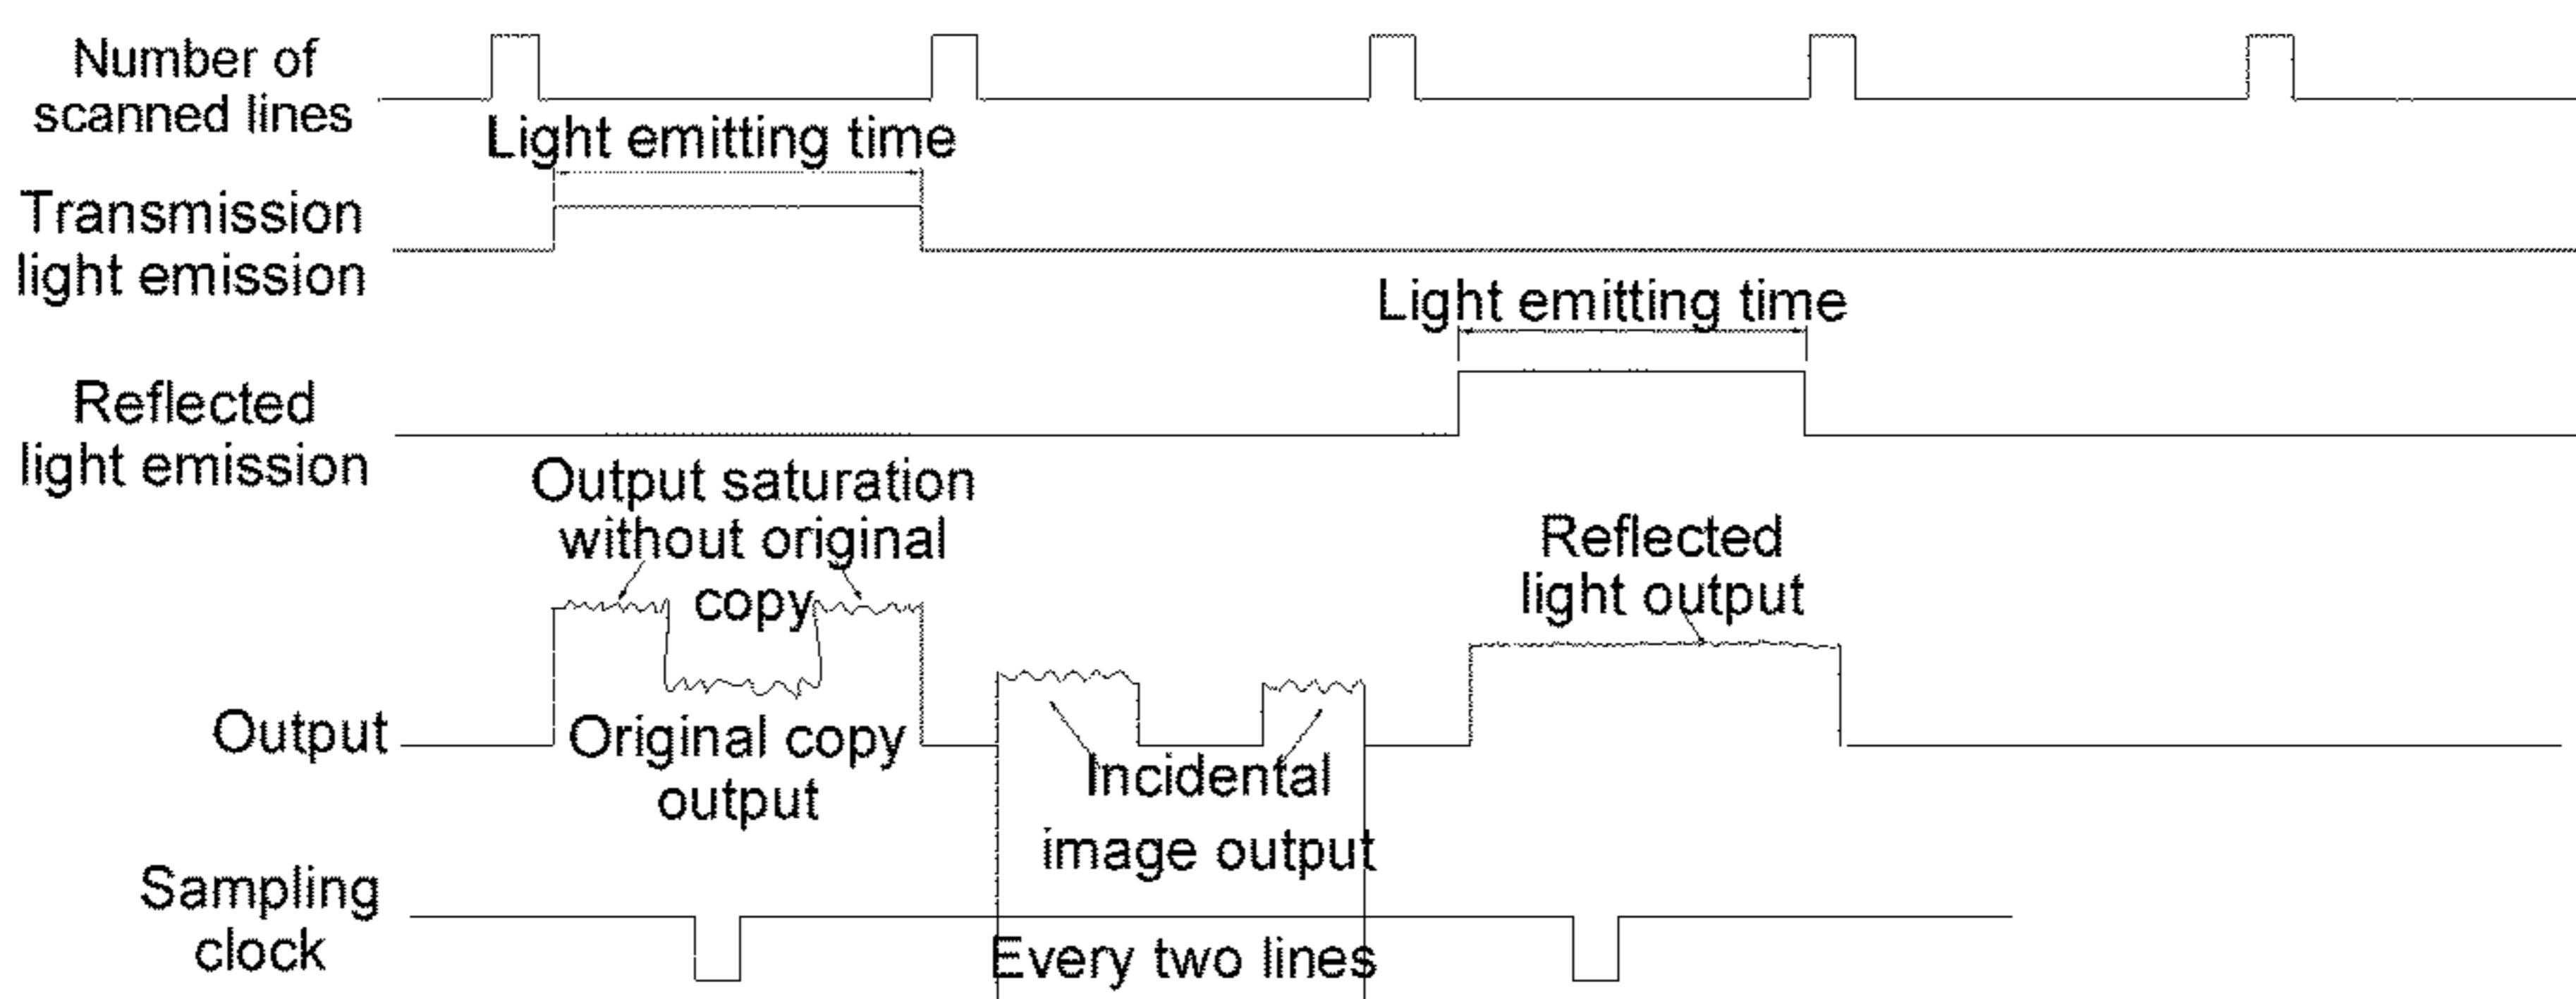 Number of
scanned lines
Light emitting time
Transmission
light emission
Light emitting time
Reflected
light emission
Output saturation
without original
copy
Reflected
light output
Output
Original copy
output
Incidental
image output
Sampling
clock
Every two lines